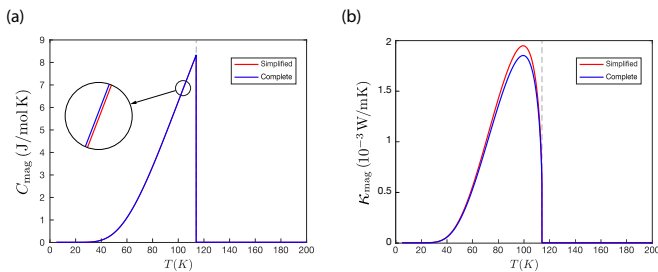 (a)
9
8
7
6
5
4
3
2
1
0
0 20 40 60 80 100 120 140 160 180 200
T(K)
C_mag (J/mol K)
Simplified
Complete
(b)
2
1.5
1
0.5
0
0 20 40 60 80 100 120 140 160 180 200
T(K)
κ_mag (10⁻³ W/mK)
Simplified
Complete